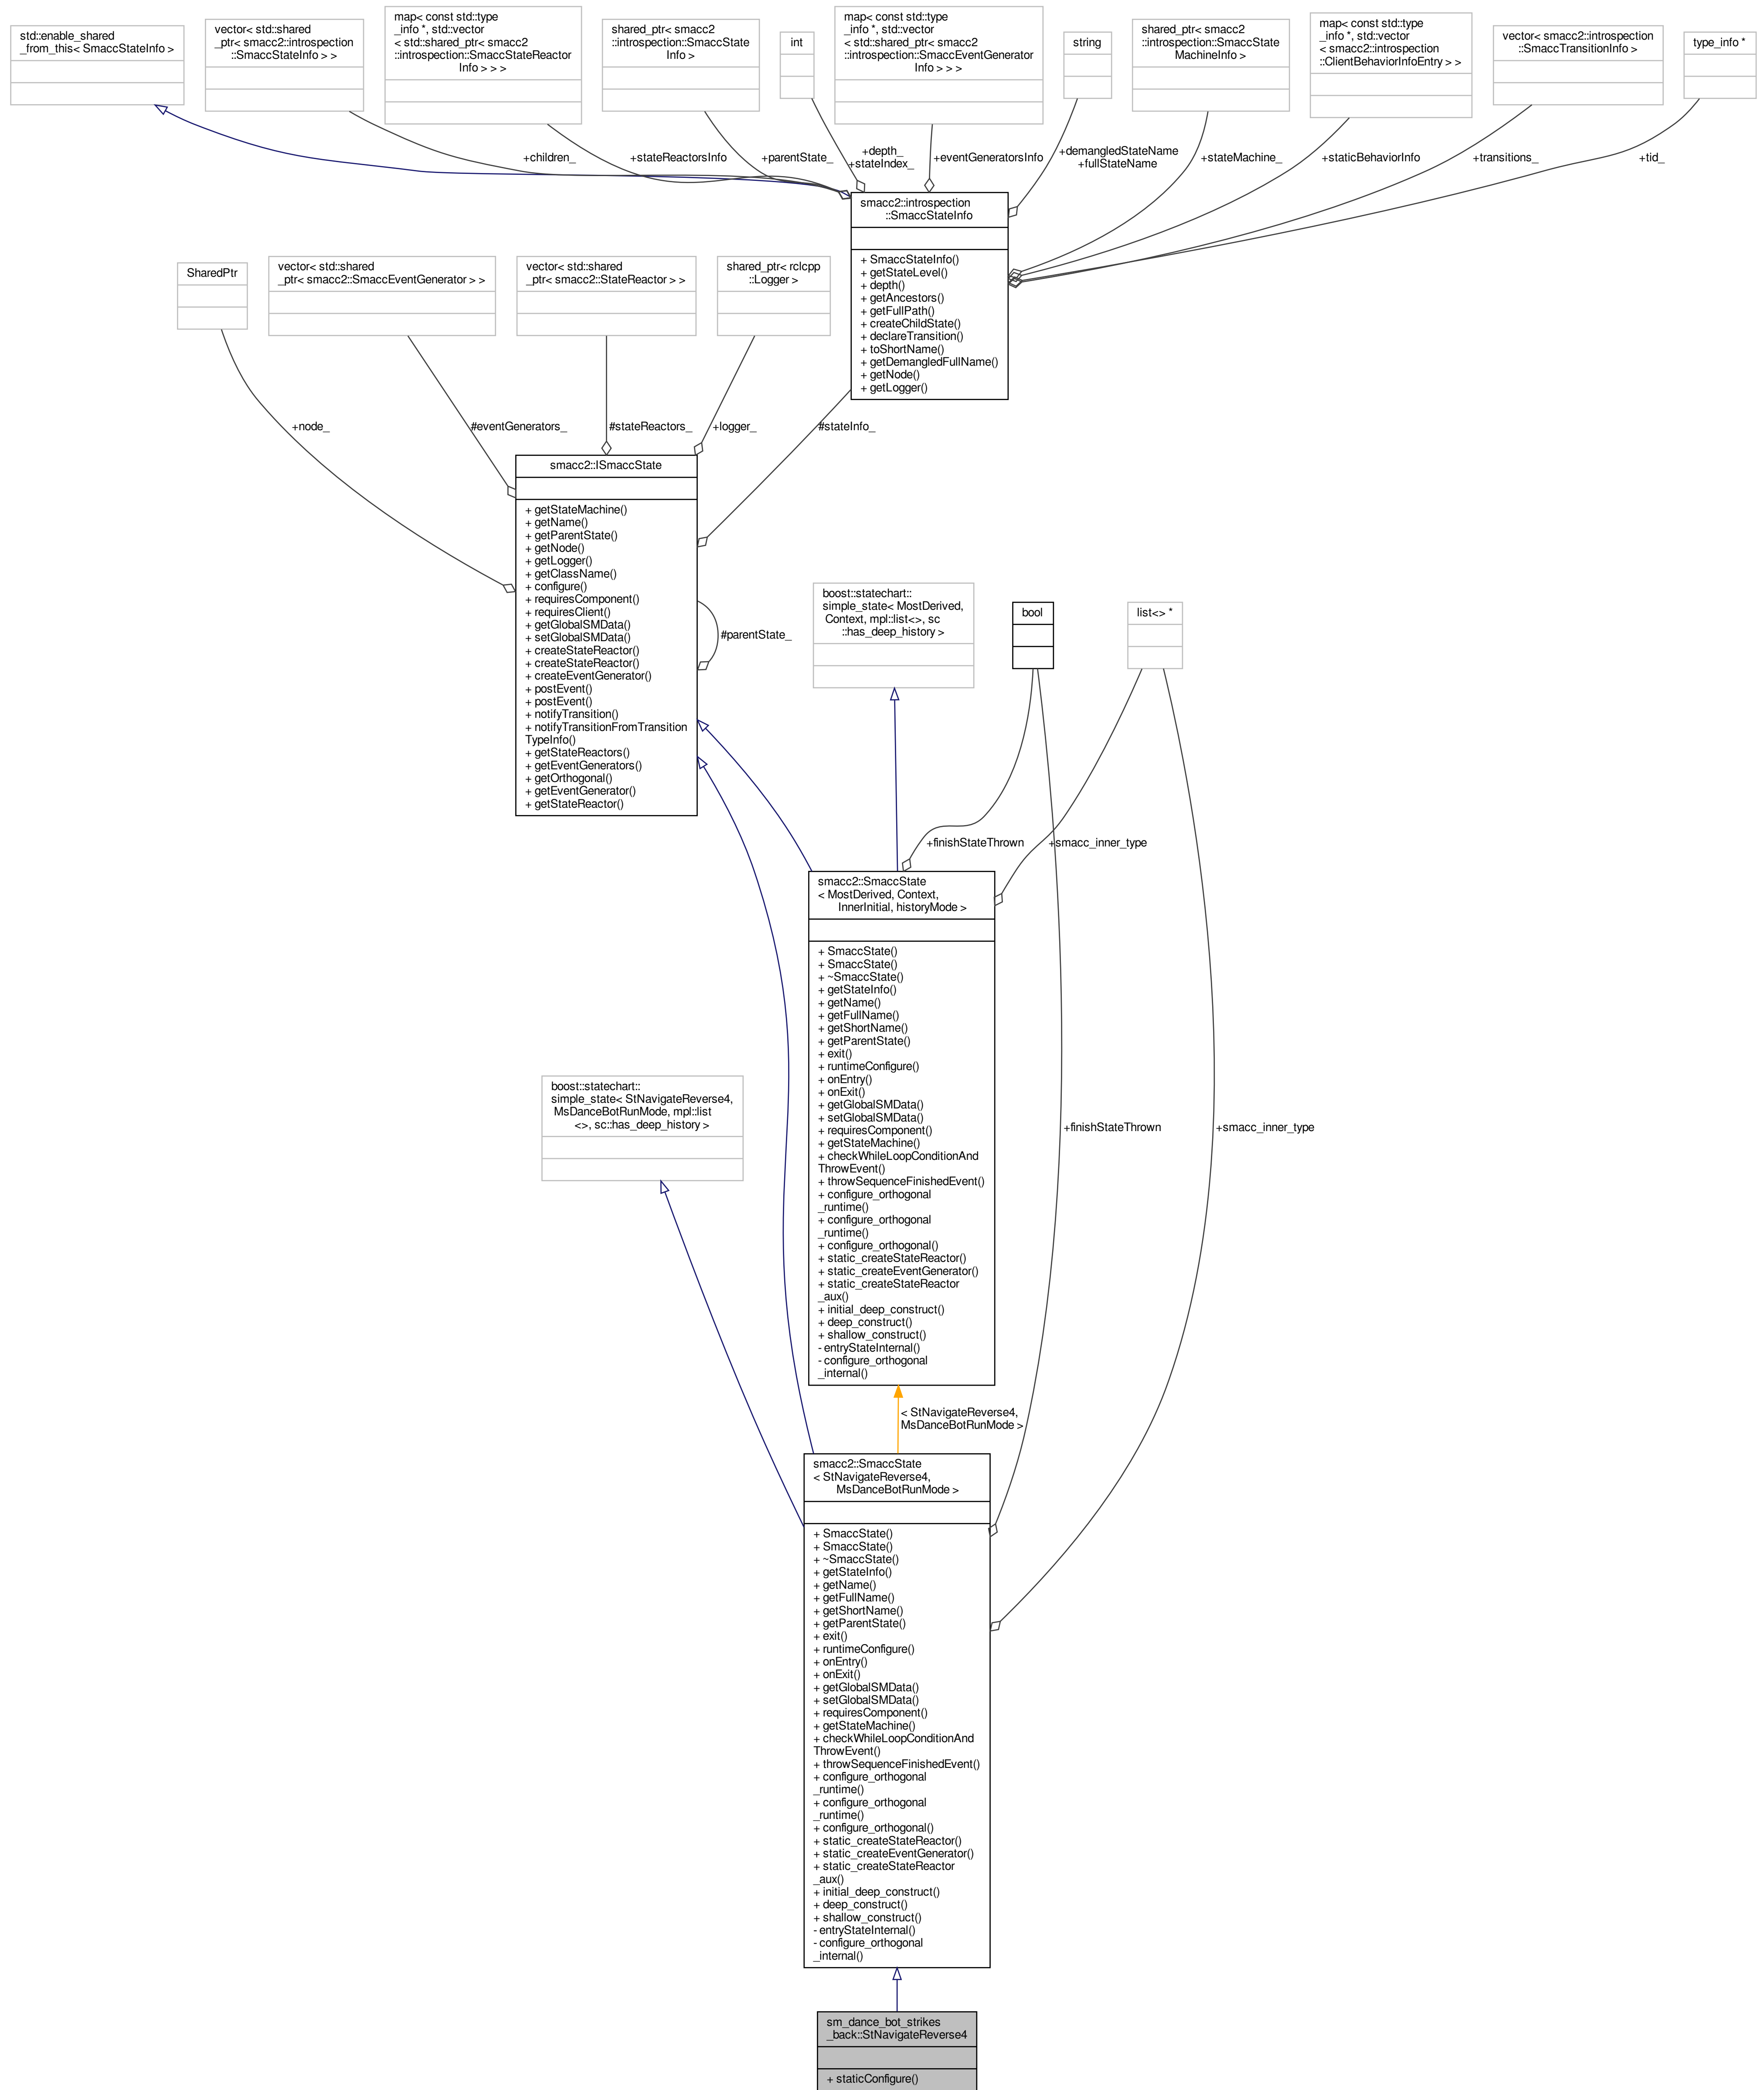 std::enable_shared
_from_this< SmaccStateInfo >
vector< std::shared
_ptr< smacc2::introspection
::SmaccStateInfo > >
map< const std::type
_info *, std::vector
< std::shared_ptr< smacc2
::introspection::SmaccStateReactor
Info > > >
shared_ptr< smacc2
::introspection::SmaccState
Info >
int
map< const std::type
_info *, std::vector
< std::shared_ptr< smacc2
::introspection::SmaccEventGenerator
Info > > >
string
shared_ptr< smacc2
::introspection::SmaccState
MachineInfo >
map< const std::type
_info *, std::vector
< smacc2::introspection
::ClientBehaviorInfoEntry > >
vector< smacc2::introspection
::SmaccTransitionInfo >
type_info *
+children_
+stateReactorsInfo
+parentState_
+depth_
+stateIndex_
+eventGeneratorsInfo
+demangledStateName
+fullStateName
+stateMachine_
+staticBehaviorInfo
+transitions_
+tid_
smacc2::introspection
::SmaccStateInfo
+ SmaccStateInfo()
+ getStateLevel()
+ depth()
+ getAncestors()
+ getFullPath()
+ createChildState()
+ declareTransition()
+ toShortName()
+ getDemangledFullName()
+ getNode()
+ getLogger()
SharedPtr
vector< std::shared
_ptr< smacc2::SmaccEventGenerator > >
vector< std::shared
_ptr< smacc2::StateReactor > >
shared_ptr< rclcpp
::Logger >
+node_
#eventGenerators_
#stateReactors_
+logger_
#stateInfo_
smacc2::ISmaccState
+ getStateMachine()
+ getName()
+ getParentState()
+ getNode()
+ getLogger()
+ getClassName()
+ configure()
+ requiresComponent()
+ requiresClient()
+ getGlobalSMData()
+ setGlobalSMData()
+ createStateReactor()
+ createStateReactor()
+ createEventGenerator()
+ postEvent()
+ postEvent()
+ notifyTransition()
+ notifyTransitionFromTransition
TypeInfo()
+ getStateReactors()
+ getEventGenerators()
+ getOrthogonal()
+ getEventGenerator()
+ getStateReactor()
#parentState_
boost::statechart::
simple_state< MostDerived,
Context, mpl::list<>, sc
::has_deep_history >
bool
list<> *
+finishStateThrown
+smacc_inner_type
smacc2::SmaccState
< MostDerived, Context,
InnerInitial, historyMode >
+ SmaccState()
+ SmaccState()
+ ~SmaccState()
+ getStateInfo()
+ getName()
+ getFullName()
+ getShortName()
+ getParentState()
+ exit()
+ runtimeConfigure()
+ onEntry()
+ onExit()
+ getGlobalSMData()
+ setGlobalSMData()
+ requiresComponent()
+ getStateMachine()
+ checkWhileLoopConditionAnd
ThrowEvent()
+ throwSequenceFinishedEvent()
+ configure_orthogonal
_runtime()
+ configure_orthogonal
_runtime()
+ configure_orthogonal()
+ static_createStateReactor()
+ static_createEventGenerator()
+ static_createStateReactor
_aux()
+ initial_deep_construct()
+ deep_construct()
+ shallow_construct()
- entryStateInternal()
- configure_orthogonal
_internal()
boost::statechart::
simple_state< StNavigateReverse4,
MsDanceBotRunMode, mpl::list
<>, sc::has_deep_history >
+finishStateThrown
+smacc_inner_type
< StNavigateReverse4,
MsDanceBotRunMode >
smacc2::SmaccState
< StNavigateReverse4,
MsDanceBotRunMode >
+ SmaccState()
+ SmaccState()
+ ~SmaccState()
+ getStateInfo()
+ getName()
+ getFullName()
+ getShortName()
+ getParentState()
+ exit()
+ runtimeConfigure()
+ onEntry()
+ onExit()
+ getGlobalSMData()
+ setGlobalSMData()
+ requiresComponent()
+ getStateMachine()
+ checkWhileLoopConditionAnd
ThrowEvent()
+ throwSequenceFinishedEvent()
+ configure_orthogonal
_runtime()
+ configure_orthogonal
_runtime()
+ configure_orthogonal()
+ static_createStateReactor()
+ static_createEventGenerator()
+ static_createStateReactor
_aux()
+ initial_deep_construct()
+ deep_construct()
+ shallow_construct()
- entryStateInternal()
- configure_orthogonal
_internal()
sm_dance_bot_strikes
_back::StNavigateReverse4
+ staticConfigure()